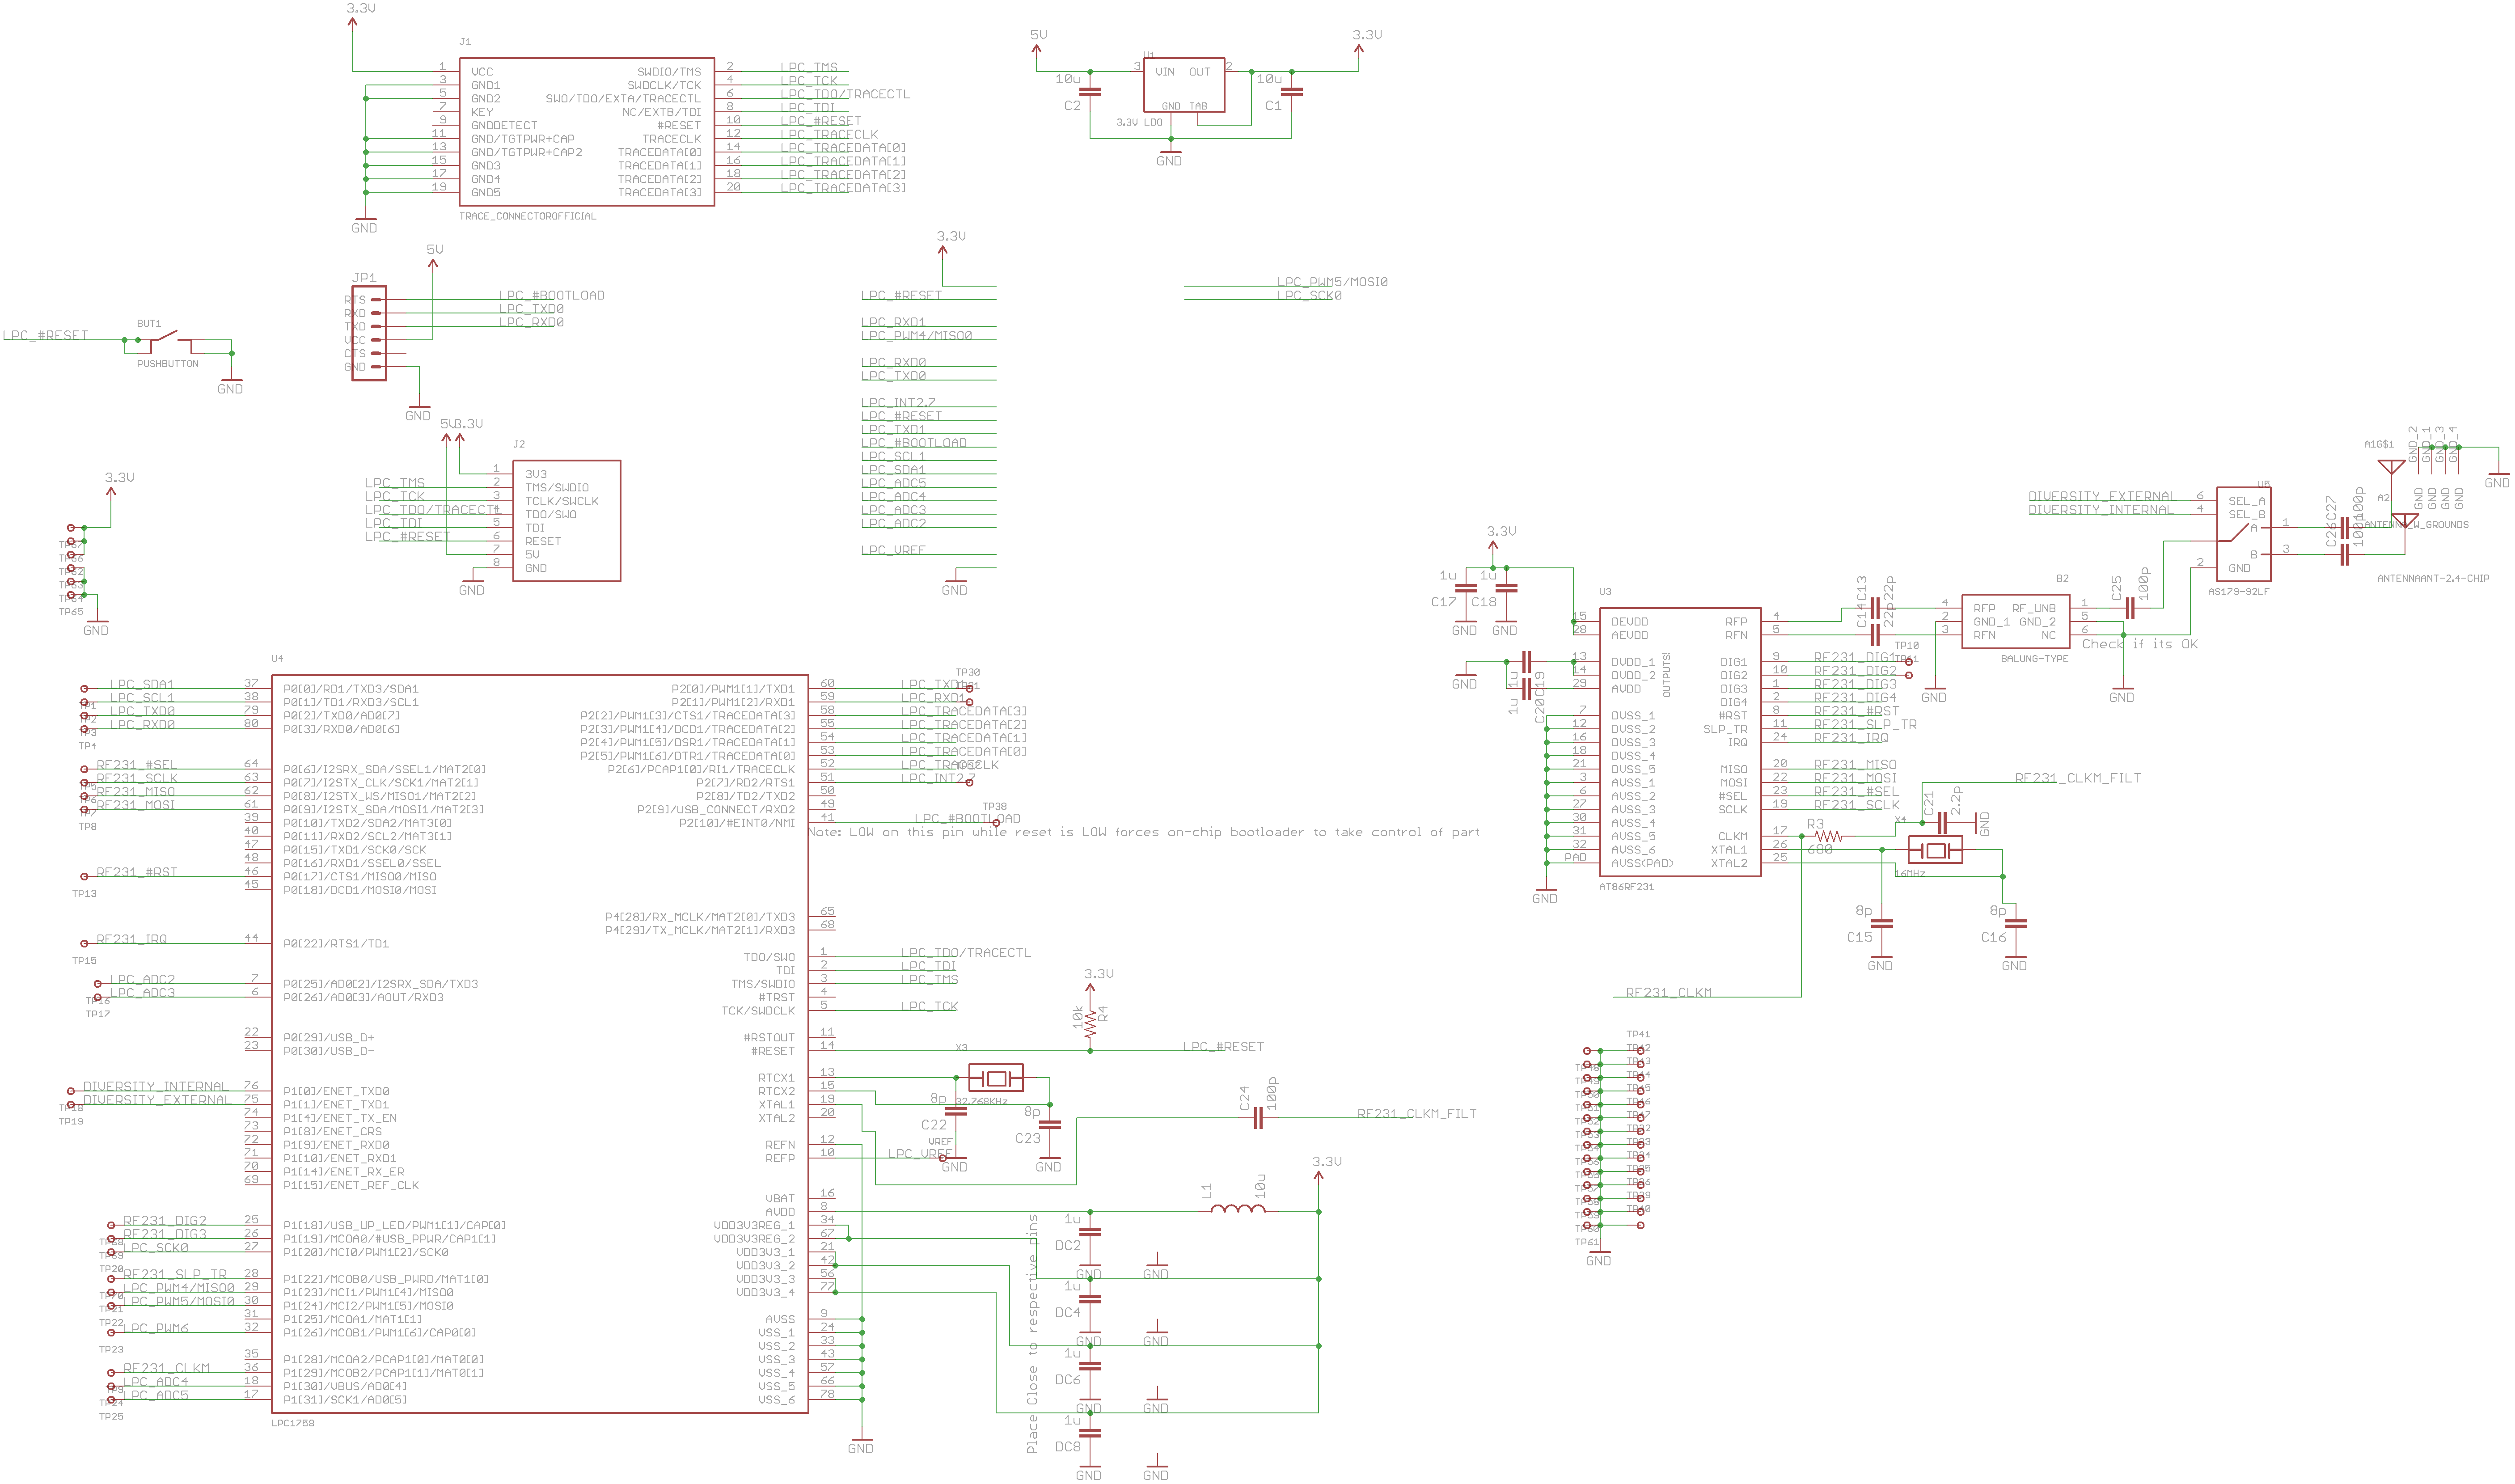 3.3V
J1
1 VCC SWDIO/TMS 2 LPC_TMS
3 GND1 SWDCLK/TCK 4 LPC_TCK
5 GND2 SWO/TDO/EXTA/TRACECTL 6 LPC_TDO/TRACECTL
7 KEY NC/EXTB/TDI 8 LPC_TDI
9 GNDDETECT #RESET 10 LPC_#RESET
11 GND/TGTPWR+CAP TRACECLK 12 LPC_TRACECLK
13 GND/TGTPWR+CAP2 TRACEDATA[0] 14 LPC_TRACEDATA[0]
15 GND3 TRACEDATA[1] 16 LPC_TRACEDATA[1]
17 GND4 TRACEDATA[2] 18 LPC_TRACEDATA[2]
19 GND5 TRACEDATA[3] 20 LPC_TRACEDATA[3]
TRACE_CONNECTOROFFICIAL
GND
5V
3.3V
U1
3 VIN OUT 2
10u
C2
10u
C1
GND TAB
3.3V LDO
GND
LPC_#RESET
BUT1
PUSHBUTTON
GND
5V
JP1
RTS LPC_#BOOTLOAD
RXD LPC_TXD0
TXD LPC_RXD0
VCC
CTS
GND
GND
3.3V
LPC_#RESET
LPC_RXD1
LPC_PWM4/MISO0
LPC_RXD0
LPC_TXD0
LPC_INT2.7
LPC_#RESET
LPC_TXD1
LPC_#BOOTLOAD
LPC_SCL1
LPC_SDA1
LPC_ADC5
LPC_ADC4
LPC_ADC3
LPC_ADC2
LPC_VREF
GND
LPC_PWM5/MOSI0
LPC_SCK0
5V 3.3V
J2
1 3V3
LPC_TMS 2 TMS/SWDIO
LPC_TCK 3 TCLK/SWCLK
LPC_TDO/TRACECTL 4 TDO/SWO
LPC_TDI 5 TDI
LPC_#RESET 6 RESET
7 5V
8 GND
GND
3.3V
TP65
GND
U4
LPC_SDA1 37 P0[0]/RD1/TXD3/SDA1
LPC_SCL1 38 P0[1]/TD1/RXD3/SCL1
TP1
LPC_TXD0 79 P0[2]/TXD0/AD0[7]
TP2
LPC_RXD0 80 P0[3]/RXD0/AD0[6]
TP3
TP4
RF231_#SEL 64 P0[6]/I2SRX_SDA/SSEL1/MAT2[0]
RF231_SCLK 63 P0[7]/I2STX_CLK/SCK1/MAT2[1]
TP5
RF231_MISO 62 P0[8]/I2STX_WS/MISO1/MAT2[2]
TP6
RF231_MOSI 61 P0[9]/I2STX_SDA/MOSI1/MAT2[3]
TP7
TP8
39 P0[10]/TXD2/SDA2/MAT3[0]
40 P0[11]/RXD2/SCL2/MAT3[1]
47 P0[15]/TXD1/SCK0/SCK
48 P0[16]/RXD1/SSEL0/SSEL
RF231_#RST 46 P0[17]/CTS1/MISO0/MISO
45 P0[18]/DCD1/MOSI0/MOSI
TP13
RF231_IRQ 44 P0[22]/RTS1/TD1
TP15
LPC_ADC2 7 P0[25]/AD0[2]/I2SRX_SDA/TXD3
LPC_ADC3 6 P0[26]/AD0[3]/AOUT/RXD3
TP16
TP17
22 P0[29]/USB_D+
23 P0[30]/USB_D-
DIVERSITY_INTERNAL 76 P1[0]/ENET_TXD0
DIVERSITY_EXTERNAL 75 P1[1]/ENET_TXD1
TP18
TP19
74 P1[4]/ENET_TX_EN
73 P1[8]/ENET_CRS
72 P1[9]/ENET_RXD0
71 P1[10]/ENET_RXD1
70 P1[14]/ENET_RX_ER
69 P1[15]/ENET_REF_CLK
RF231_DIG2 25 P1[18]/USB_UP_LED/PWM1[1]/CAP[0]
RF231_DIG3 26 P1[19]/MCOA0/#USB_PPWR/CAP1[1]
LPC_SCK0 27 P1[20]/MCI0/PWM1[2]/SCK0
TP20
RF231_SLP_TR 28 P1[22]/MCOB0/USB_PWRD/MAT1[0]
LPC_PWM4/MISO0 29 P1[23]/MCI1/PWM1[4]/MISO0
TP70
LPC_PWM5/MOSI0 30 P1[24]/MCI2/PWM1[5]/MOSI0
TP21
31 P1[25]/MCOA1/MAT1[1]
TP22
LPC_PWM6 32 P1[26]/MCOB1/PWM1[6]/CAP0[0]
TP23
35 P1[28]/MCOA2/PCAP1[0]/MAT0[0]
RF231_CLKM 36 P1[29]/MCOB2/PCAP1[1]/MAT0[1]
LPC_ADC4 18 P1[30]/VBUS/AD0[4]
TP9
LPC_ADC5 17 P1[31]/SCK1/AD0[5]
TP24
TP25
LPC1758
TP30
P2[0]/PWM1[1]/TXD1 60 LPC_TXD1
P2[1]/PWM1[2]/RXD1 59 LPC_RXD1
P2[2]/PWM1[3]/CTS1/TRACEDATA[3] 58 LPC_TRACEDATA[3]
P2[3]/PWM1[4]/DCD1/TRACEDATA[2] 55 LPC_TRACEDATA[2]
P2[4]/PWM1[5]/DSR1/TRACEDATA[1] 54 LPC_TRACEDATA[1]
P2[5]/PWM1[6]/DTR1/TRACEDATA[0] 53 LPC_TRACEDATA[0]
P2[6]/PCAP1[0]/RI1/TRACECLK 52 LPC_TRACECLK
P2[7]/RD2/RTS1 51 LPC_INT2.7
P2[8]/TD2/TXD2 50
P2[9]/USB_CONNECT/RXD2 49
TP38
P2[10]/#EINT0/NMI 41 LPC_#BOOTLOAD
Note: LOW on this pin while reset is LOW forces on-chip bootloader to take control of part
P4[28]/RX_MCLK/MAT2[0]/TXD3 65
P4[29]/TX_MCLK/MAT2[1]/RXD3 68
TDO/SWO 1 LPC_TDO/TRACECTL
TDI 2 LPC_TDI
TMS/SWDIO 3 LPC_TMS
#TRST 4
TCK/SWDCLK 5 LPC_TCK
#RSTOUT 11
#RESET 14 LPC_#RESET
3.3V
10k
R4
RTCX1 13
RTCX2 15
XTAL1 19
XTAL2 20
X3
32.768KHz
8p
C22
8p
C23
GND
GND
C24
100p
RF231_CLKM_FILT
REFN 12
REFP 10 LPC_VREF
VREF
VBAT 16
AVDD 8
VDD3V3REG_1 34
VDD3V3REG_2 67
VDD3V3_1 21
VDD3V3_2 42
VDD3V3_3 56
VDD3V3_4 77
AVSS 9
VSS_1 24
VSS_2 33
VSS_3 43
VSS_4 57
VSS_5 66
VSS_6 78
GND
L1
10u
3.3V
Place Close to respective pins
1u
DC2
GND GND
1u
DC4
GND GND
1u
DC6
GND GND
1u
DC8
GND GND
3.3V
1u
C17
1u
C18
GND GND
GND
1u
1u
C20 C19
U3
15 DEVDD RFP 4
28 AEVDD RFN 5
13 DVDD_1 DIG1 9 RF231_DIG1
14 DVDD_2 DIG2 10 RF231_DIG2
29 AVDD DIG3 1 RF231_DIG3
DIG4 2 RF231_DIG4
OUTPUTS!
7 DVSS_1 #RST 8 RF231_#RST
12 DVSS_2 SLP_TR 11 RF231_SLP_TR
16 DVSS_3 IRQ 24 RF231_IRQ
18 DVSS_4
21 DVSS_5 MISO 20 RF231_MISO
3 AVSS_1 MOSI 22 RF231_MOSI
6 AVSS_2 #SEL 23 RF231_#SEL
27 AVSS_3 SCLK 19 RF231_SCLK
30 AVSS_4
31 AVSS_5 CLKM 17
32 AVSS_6 XTAL1 26
PAD AVSS(PAD) XTAL2 25
AT86RF231
GND
C14 C13
22p 22p
TP10
TP11
B2
4 RFP RF_UNB 1
2 GND_1 GND_2 5
3 RFN NC 6
BALUNG-TYPE
Check if its OK
GND
GND
C25
100p
RF231_CLKM_FILT
C21
2.2p
GND
R3
680
X4
16MHz
8p
C15
GND
8p
C16
GND
RF231_CLKM
DIVERSITY_EXTERNAL
DIVERSITY_INTERNAL
U5
6 SEL_A
4 SEL_B
A 1
B 3
2 GND
AS179-92LF
C26 C27
100p 100p
A1G$1
A2
ANTENNA_W_GROUNDS
ANTENNAANT-2.4-CHIP
GND_2
GND_1
GND_3
GND_4
GND
GND
GND
GND
GND
TP41
TP42
TP61
GND